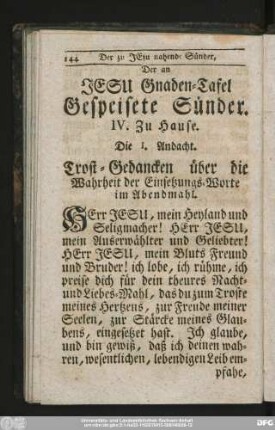 144 Der zu JEsu nahende Sünder,
Der an
JESU Gnaden-Tafel
Gespeisete Sünder.
IV. Zu Hause.
Die 1. Andacht.
Trost-Gedancken über die
Wahrheit der Einsetzungs-Worte
im Abendmahl.
HErr JESU, mein Heyland und
Seligmacher! HErr JESU,
mein Auserwählter und Geliebter!
HErr JESU, mein Bluts Freund
und Bruder! ich lobe, ich rühme, ich
preise dich für dein theures Nacht-
und Liebes-Mahl, das du zum Troste
meines Hertzens, zur Freude meiner
Seelen, zur Stärcke meines Glau-
bens, eingesetzet hast. Ich glaube,
und bin gewiß, daß ich deinen wah-
ren, wesentlichen, lebendigen Leib em-
pfahe,